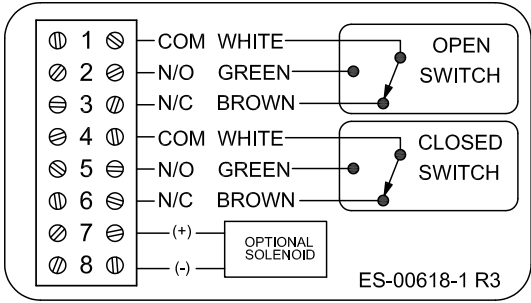 1 COM WHITE
2 N/O GREEN
3 N/C BROWN
OPEN
SWITCH
4 COM WHITE
5 N/O GREEN
6 N/C BROWN
CLOSED
SWITCH
7 (+)
8 (-)
OPTIONAL
SOLENOID
ES-00618-1 R3